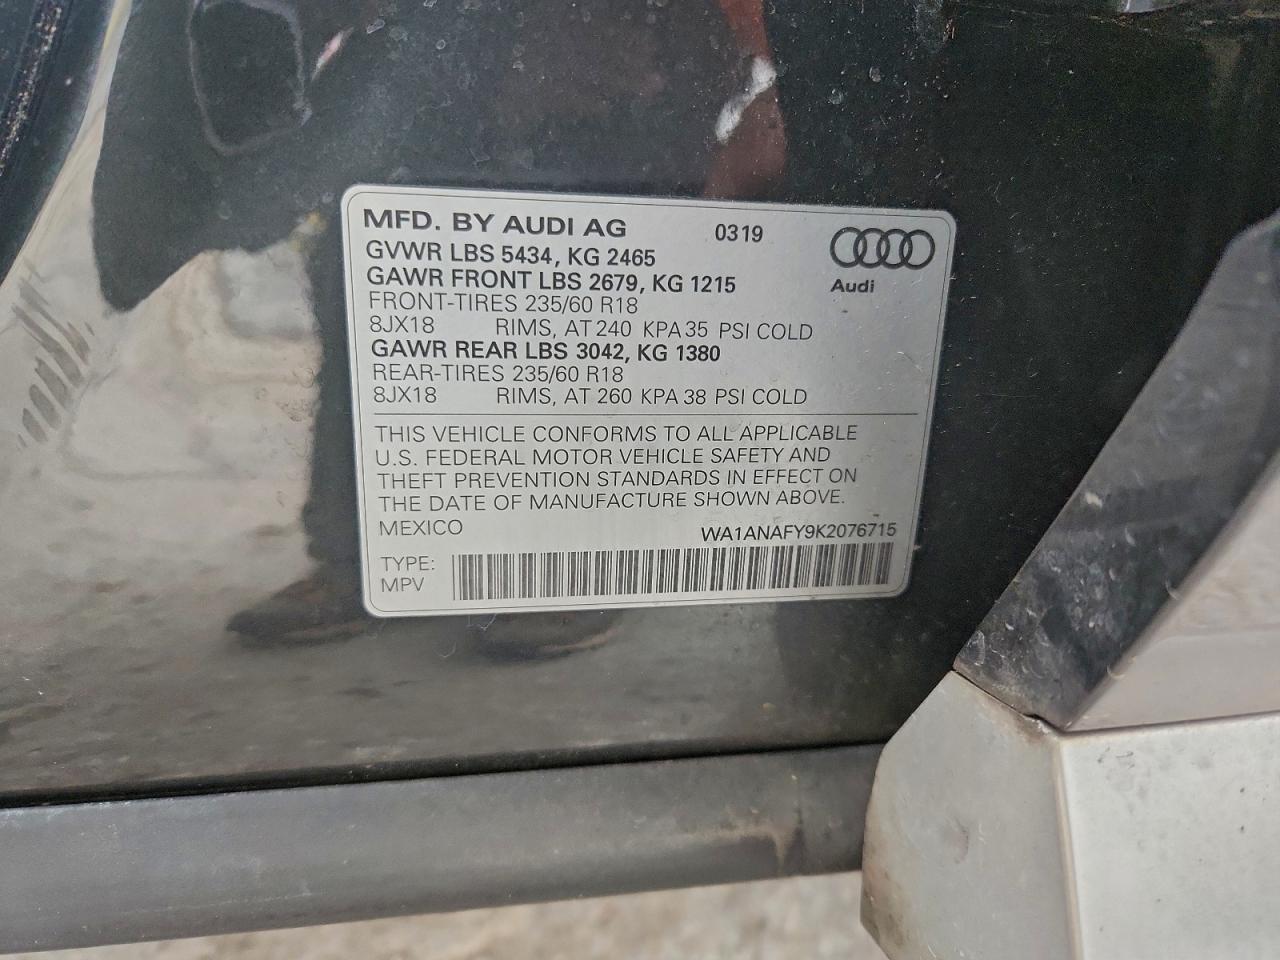 MFD. BY AUDI AG 0319
GVWR LBS 5434, KG 2465
GAWR FRONT LBS 2679, KG 1215
Audi
FRONT-TIRES 235/60 R18
8JX18 RIMS, AT 240 KPA 35 PSI COLD
GAWR REAR LBS 3042, KG 1380
REAR-TIRES 235/60 R18
8JX18 RIMS, AT 260 KPA 38 PSI COLD
THIS VEHICLE CONFORMS TO ALL APPLICABLE
U.S. FEDERAL MOTOR VEHICLE SAFETY AND
THEFT PREVENTION STANDARDS IN EFFECT ON
THE DATE OF MANUFACTURE SHOWN ABOVE.
MEXICO WA1ANAFY9K2076715
TYPE:
MPV